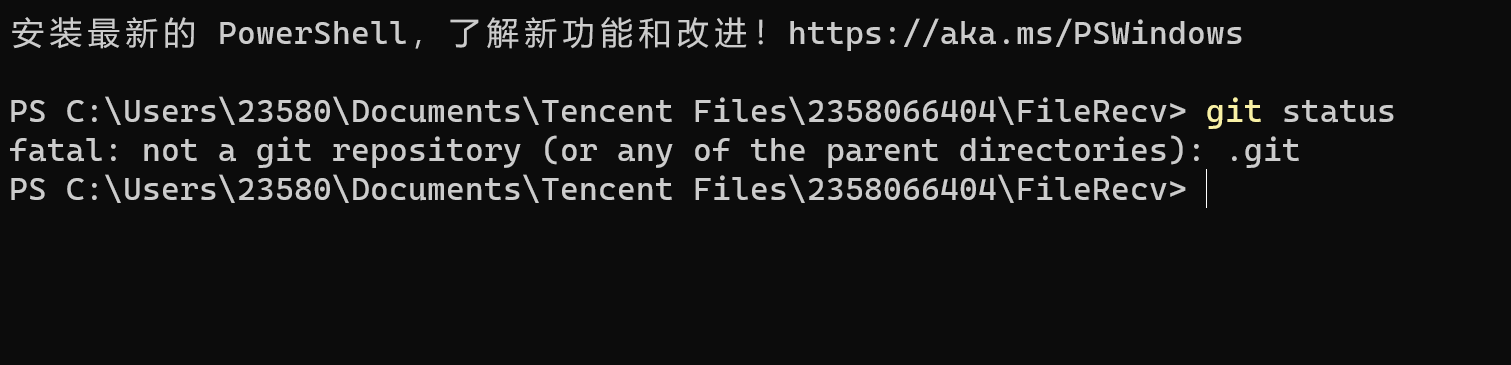 安装最新的 PowerShell，了解新功能和改进！https://aka.ms/PSWindows
PS C:\Users\23580\Documents\Tencent Files\2358066404\FileRecv> git status
fatal: not a git repository (or any of the parent directories): .git
PS C:\Users\23580\Documents\Tencent Files\2358066404\FileRecv>